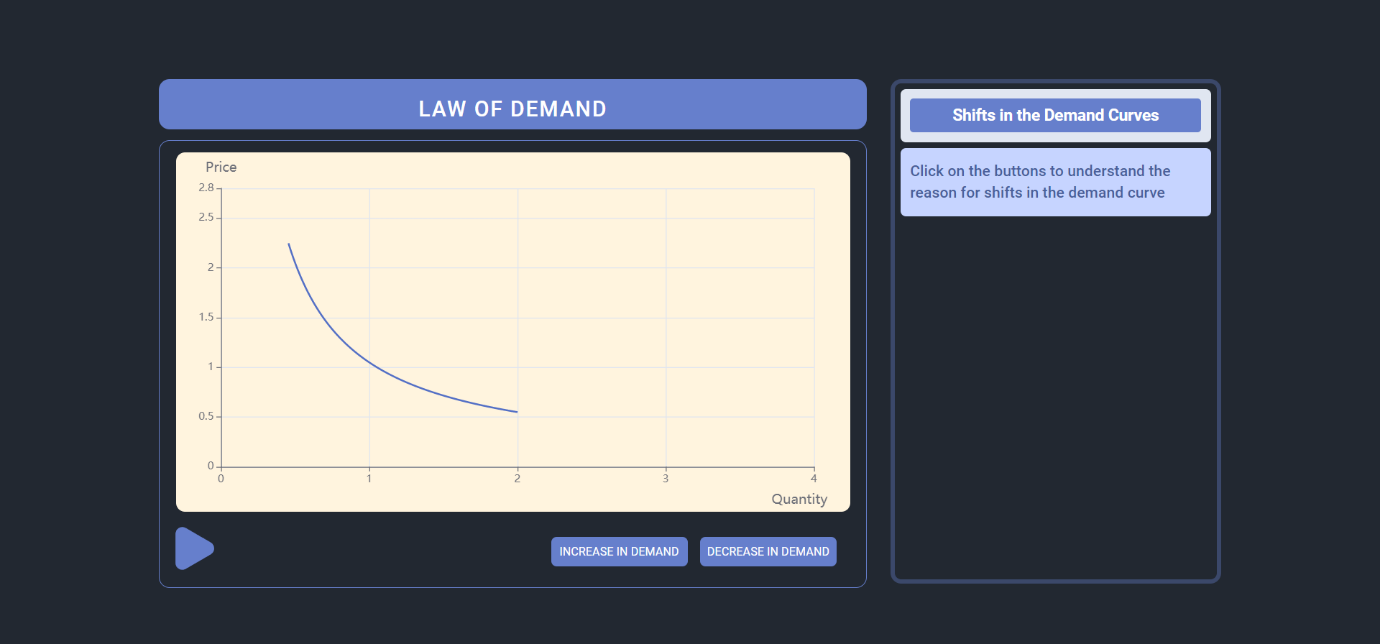 LAW OF DEMAND
Price
2.8
2.5
2
1.5
1
0.5
0
0 1 2 3 4
Quantity
INCREASE IN DEMAND DECREASE IN DEMAND
Shifts in the Demand Curves
Click on the buttons to understand the
reason for shifts in the demand curve